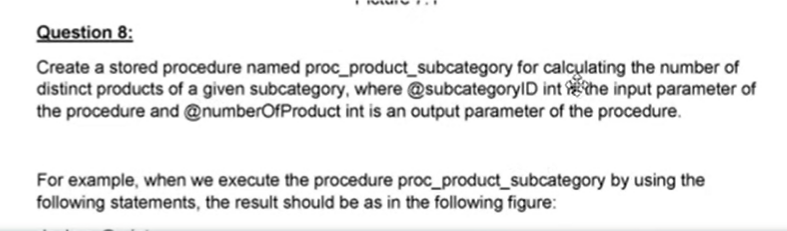 Question 8:
Create a stored procedure named proc_product_subcategory for calculating the number of
distinct products of a given subcategory, where @subcategoryID int the input parameter of
the procedure and @numberOfProduct int is an output parameter of the procedure.
For example, when we execute the procedure proc_product_subcategory by using the
following statements, the result should be as in the following figure: